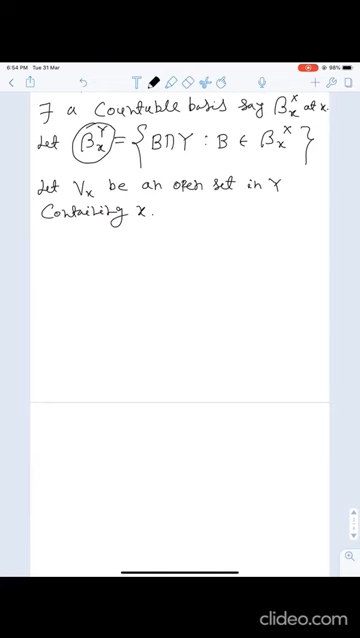 6:54 PM Tue 31 Mar
98%
∃ a Countable basis say β_x^X at x.
Let β_x^Y = { B∩Y : B ∈ β_x^X }
Let V_x be an open set in Y
Containing x.
clideo.com